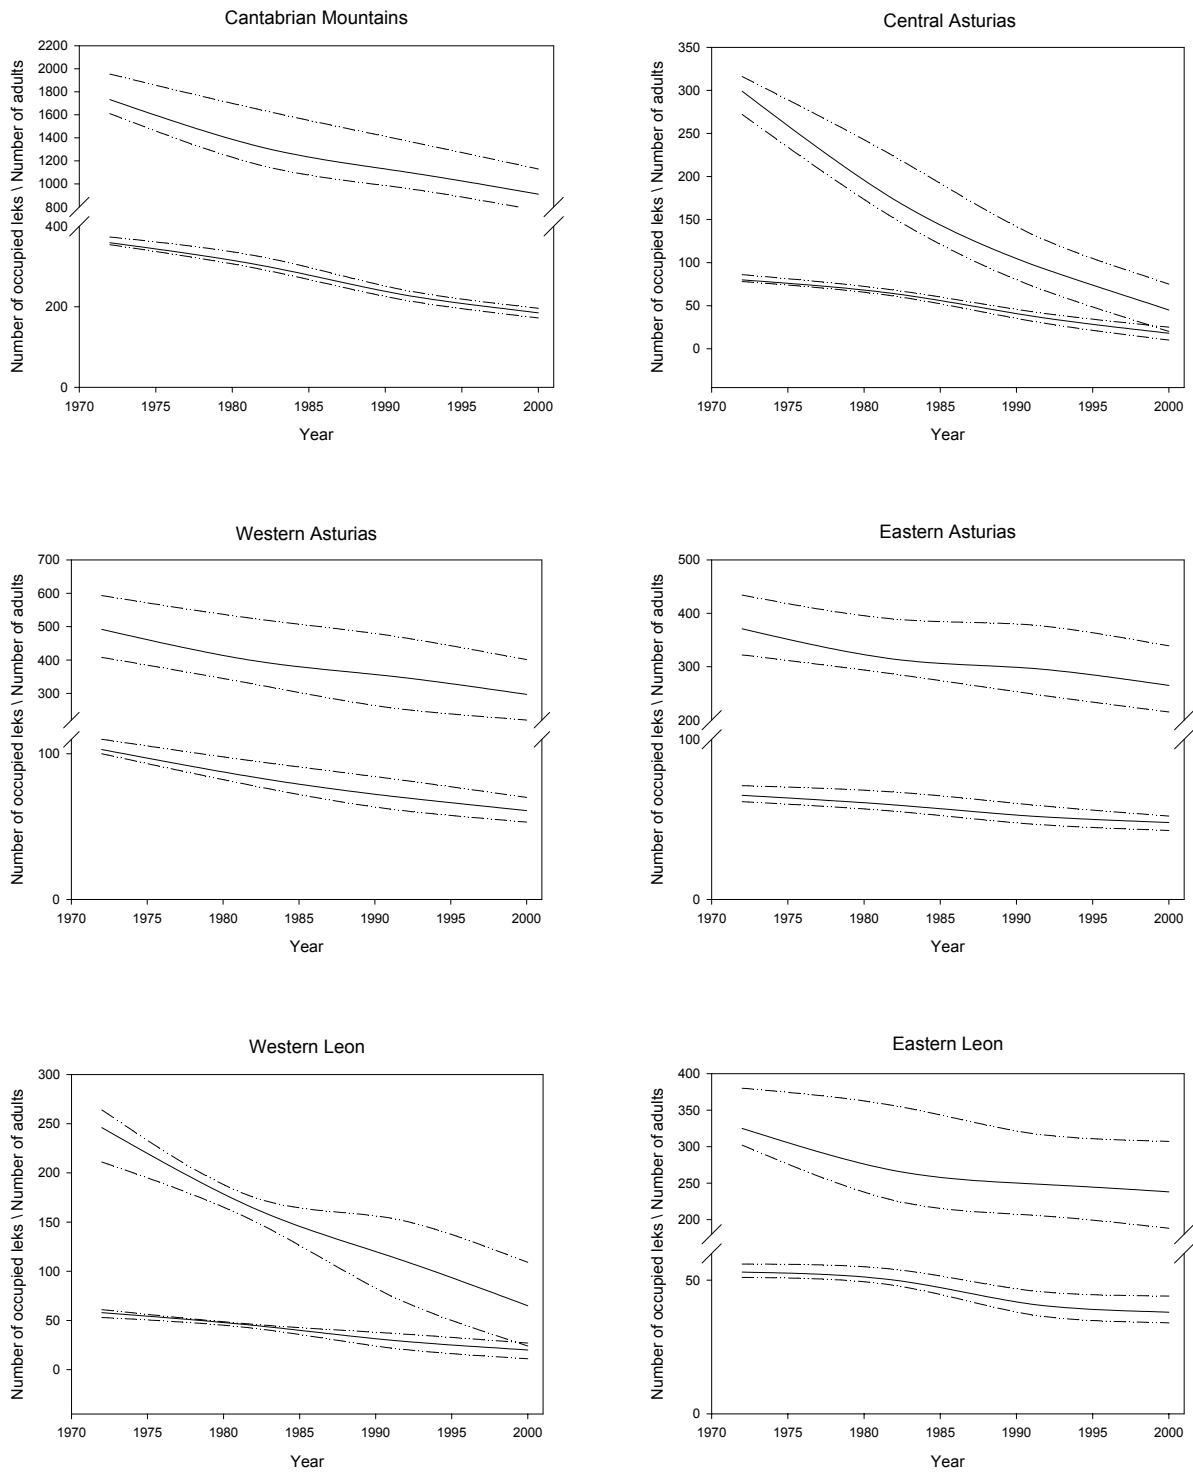 Cantabrian Mountains
Number of occupied leks \ Number of adults
2200
2000
1800
1600
1400
1200
1000
800
400
200
0
1970 1975 1980 1985 1990 1995 2000
Year
Central Asturias
Number of occupied leks \ Number of adults
350
300
250
200
150
100
50
0
1970 1975 1980 1985 1990 1995 2000
Year
Western Asturias
Number of occupied leks \ Number of adults
700
600
500
400
300
100
0
1970 1975 1980 1985 1990 1995 2000
Year
Eastern Asturias
Number of occupied leks \ Number of adults
500
400
300
200
100
0
1970 1975 1980 1985 1990 1995 2000
Year
Western Leon
Number of occupied leks \ Number of adults
300
250
200
150
100
50
0
1970 1975 1980 1985 1990 1995 2000
Year
Eastern Leon
Number of occupied leks \ Number of adults
400
350
300
250
200
50
0
1970 1975 1980 1985 1990 1995 2000
Year